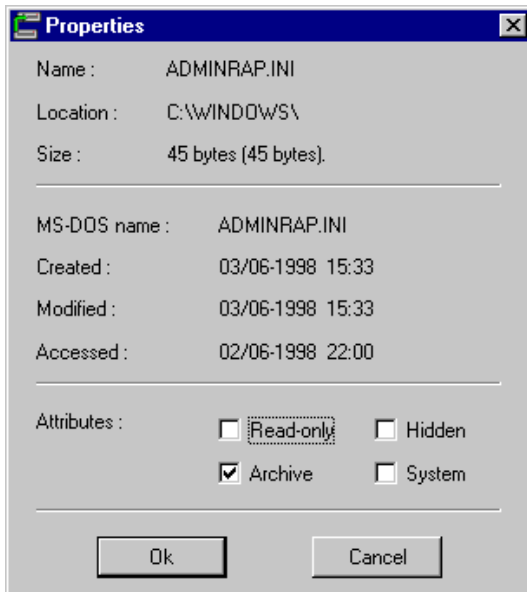 Properties
Name : ADMINRAP.INI
Location : C:\WINDOWS\
Size : 45 bytes (45 bytes).
MS-DOS name : ADMINRAP.INI
Created : 03/06-1998 15:33
Modified : 03/06-1998 15:33
Accessed : 02/06-1998 22:00
Attributes : Read-only Hidden
Archive System
Ok Cancel